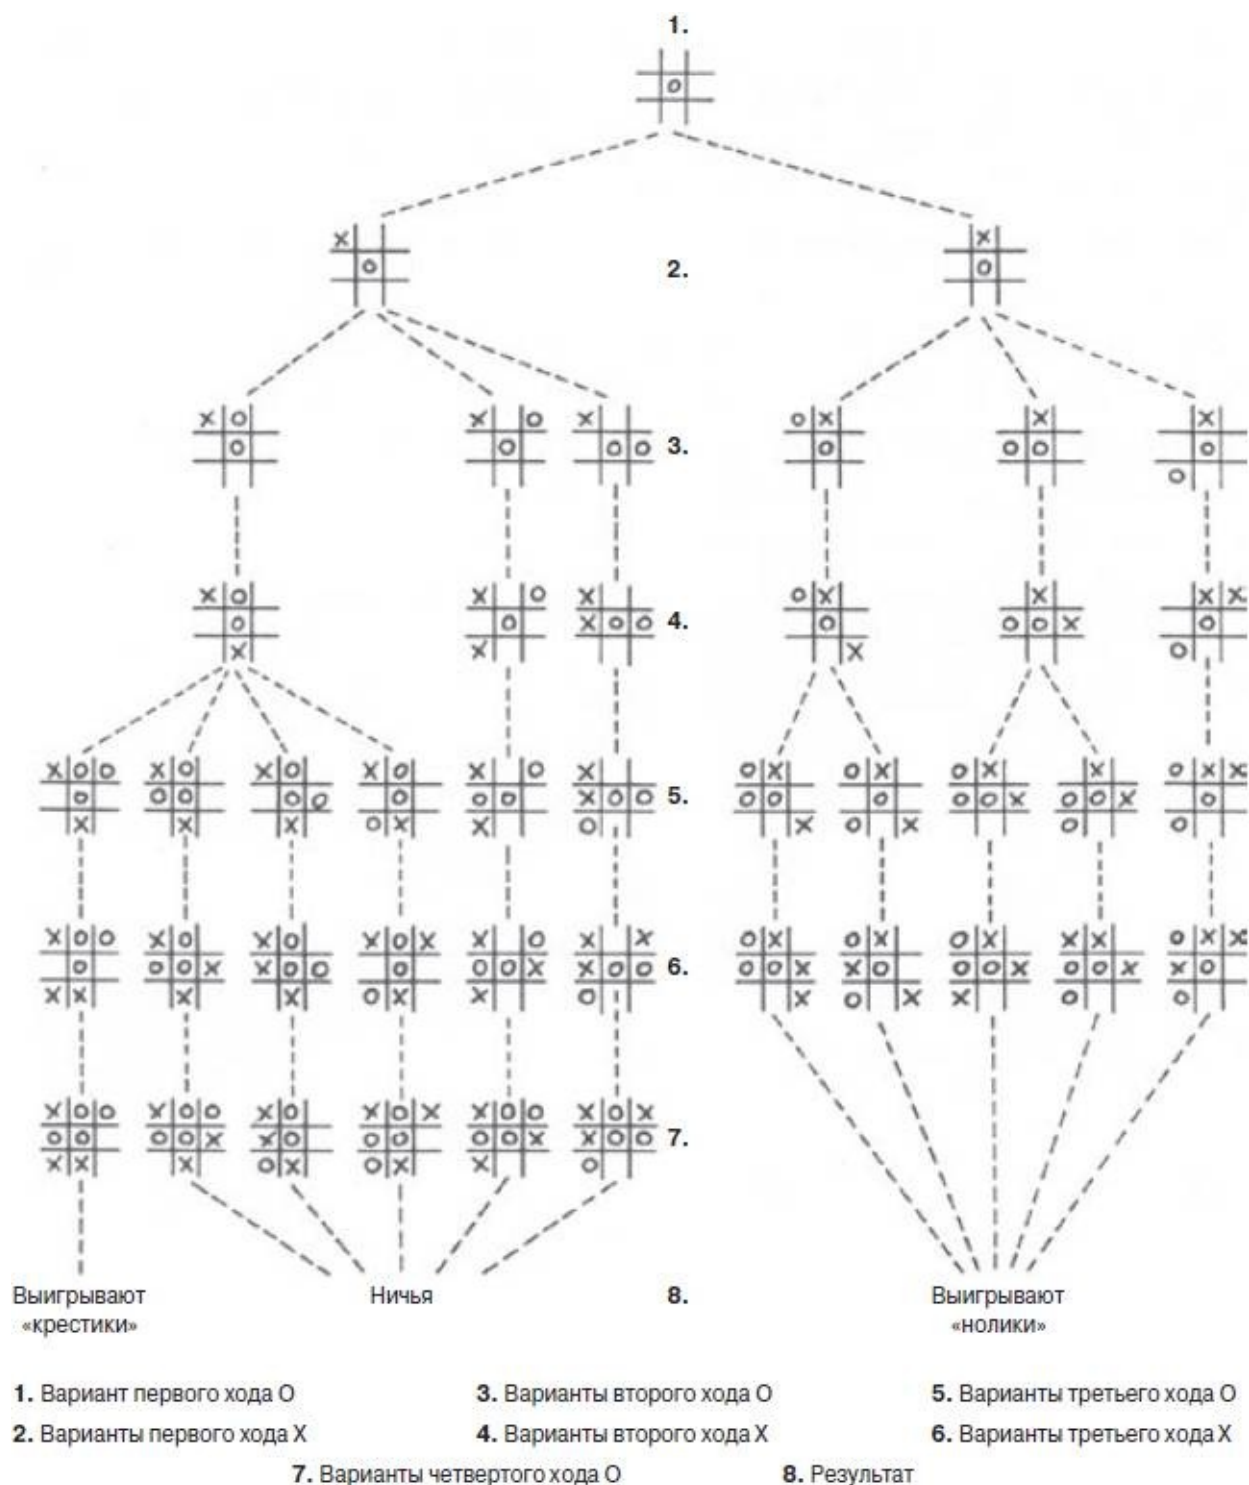 1.
2.
3.
4.
5.
6.
7.
Выигрывают «крестики»
Ничья
8.
Выигрывают «нолики»
1. Вариант первого хода О
3. Варианты второго хода О
5. Варианты третьего хода О
2. Варианты первого хода Х
4. Варианты второго хода Х
6. Варианты третьего хода Х
7. Варианты четвертого хода О
8. Результат